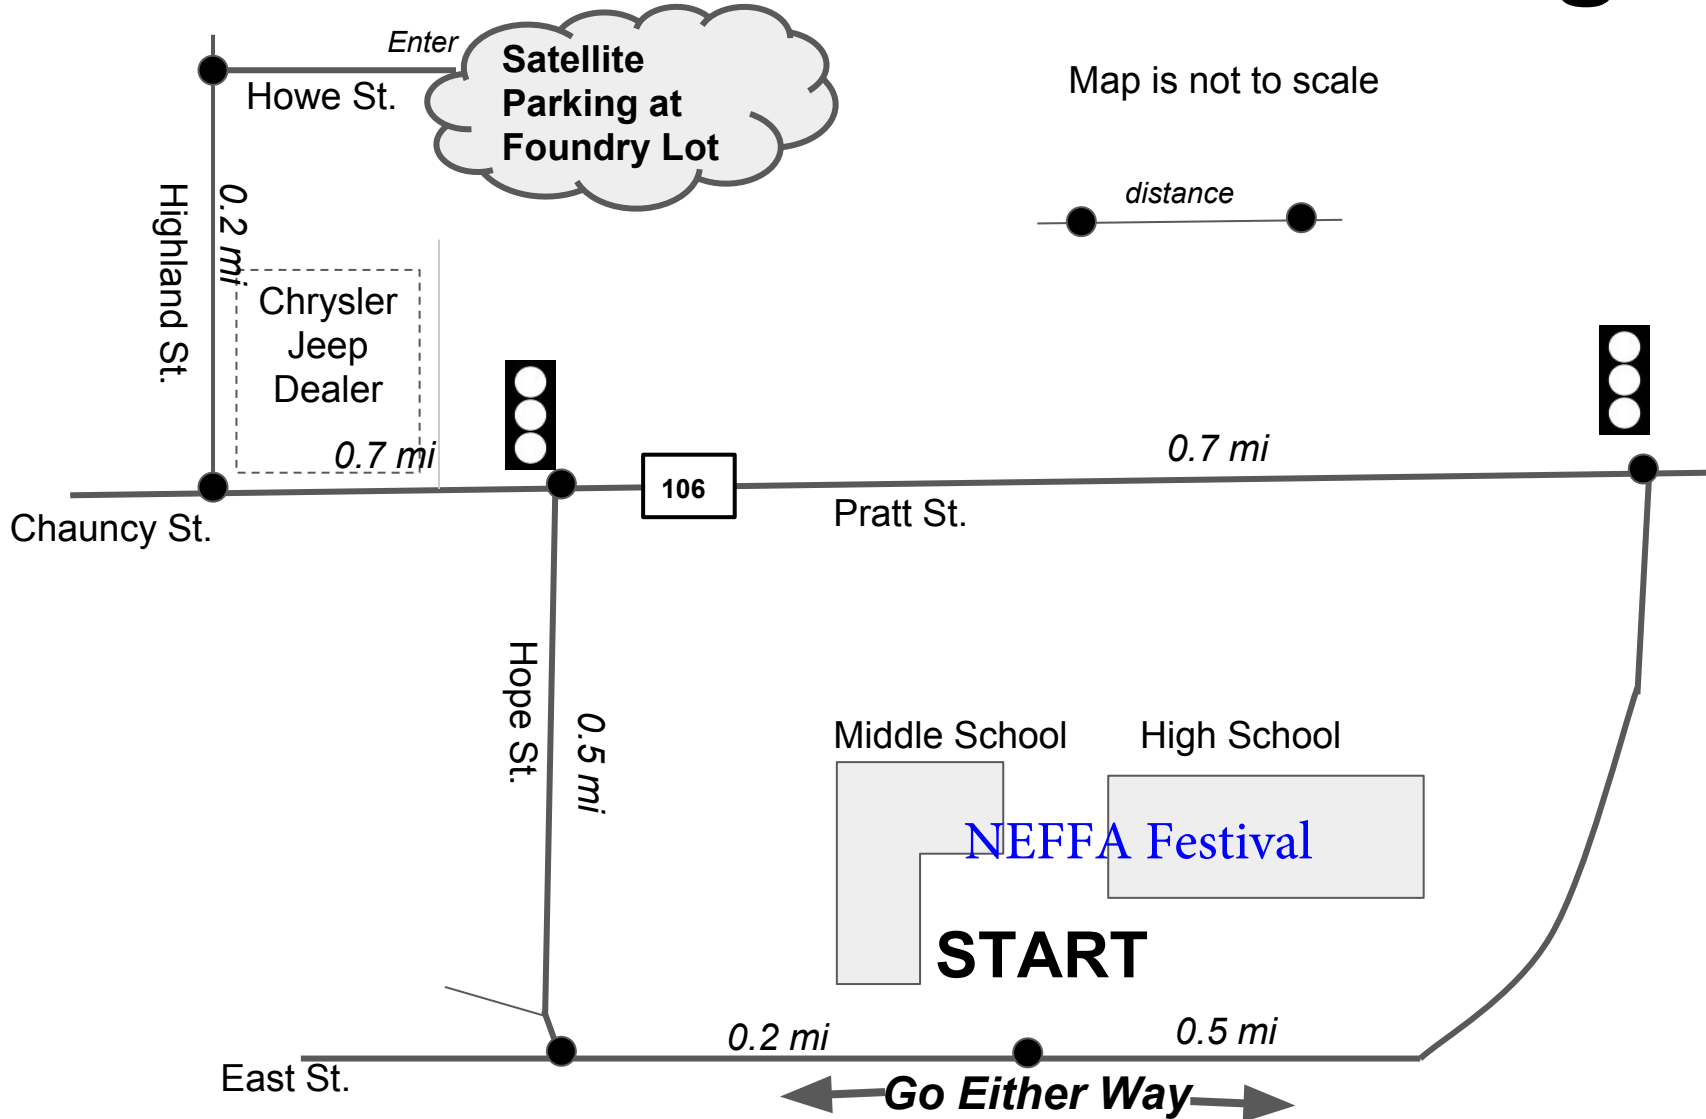 Enter
Satellite
Parking at
Foundry Lot
Howe St.
Map is not to scale
distance
Highland St.
0.2 mi
Chrysler
Jeep
Dealer
0.7 mi
0.7 mi
106
Chauncy St.
Pratt St.
Hope St.
0.5 mi
Middle School
High School
NEFFA Festival
START
0.2 mi
0.5 mi
East St.
Go Either Way